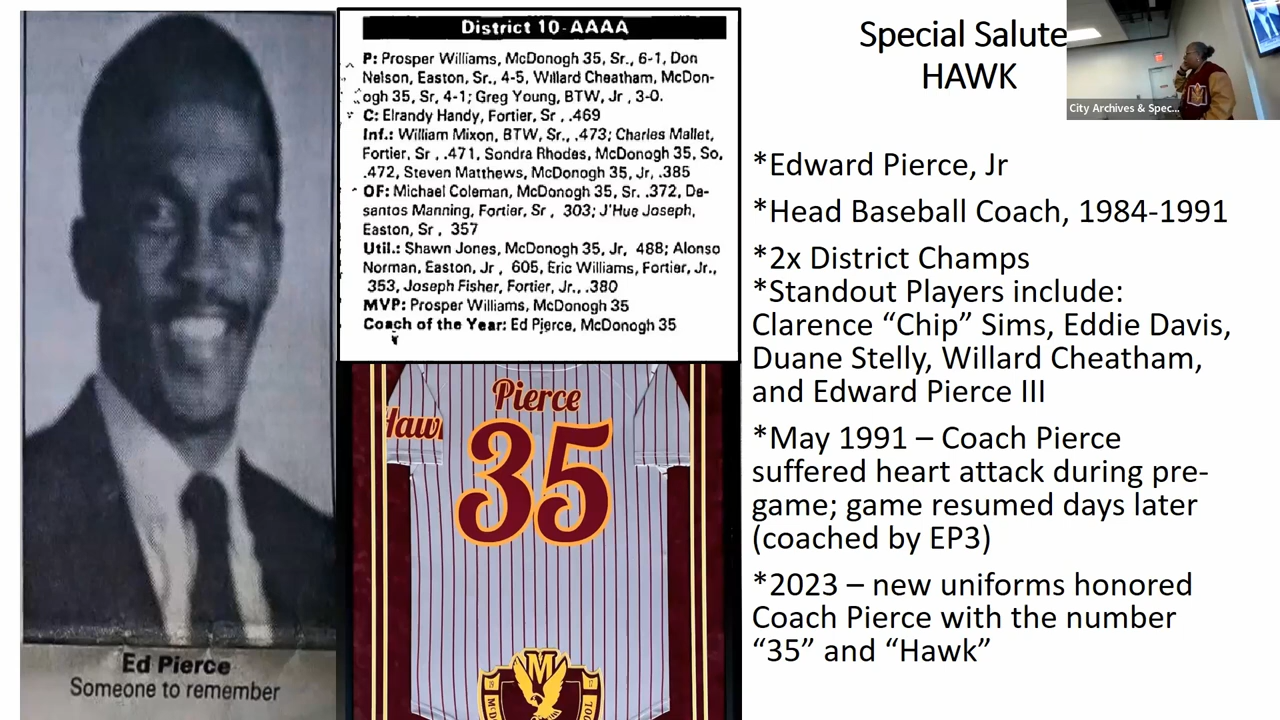 District 10-AAAA
P: Prosper Williams, McDonogh 35, Sr., 6-1, Don
Nelson, Easton, Sr., 4-5, Willard Cheatham, McDon-
ogh 35, Sr, 4-1; Greg Young, BTW, Jr , 3-0.
C: Elrandy Handy, Fortier, Sr , .469
Inf.: William Mixon, BTW, Sr., .473; Charles Mallet,
Fortier, Sr , .471, Sondra Rhodes, McDonogh 35, So,
.472, Steven Matthews, McDonogh 35, Jr, .385
OF: Michael Coleman, McDonogh 35, Sr. .372, De-
santos Manning, Fortier, Sr , 303; J'Hue Joseph,
Easton, Sr , 357
Util.: Shawn Jones, McDonogh 35, Jr, 488; Alonso
Norman, Easton, Jr , 605, Eric Williams, Fortier, Jr.,
353, Joseph Fisher, Fortier, Jr., .380
MVP: Prosper Williams, McDonogh 35
Coach of the Year: Ed Pierce, McDonogh 35
Ed Pierce
Someone to remember
Pierce
35
M
Special Salute
HAWK
City Archives & Spec...
*Edward Pierce, Jr
*Head Baseball Coach, 1984-1991
*2x District Champs
*Standout Players include:
Clarence “Chip” Sims, Eddie Davis,
Duane Stelly, Willard Cheatham,
and Edward Pierce III
*May 1991 – Coach Pierce
suffered heart attack during pre-
game; game resumed days later
(coached by EP3)
*2023 – new uniforms honored
Coach Pierce with the number
“35” and “Hawk”